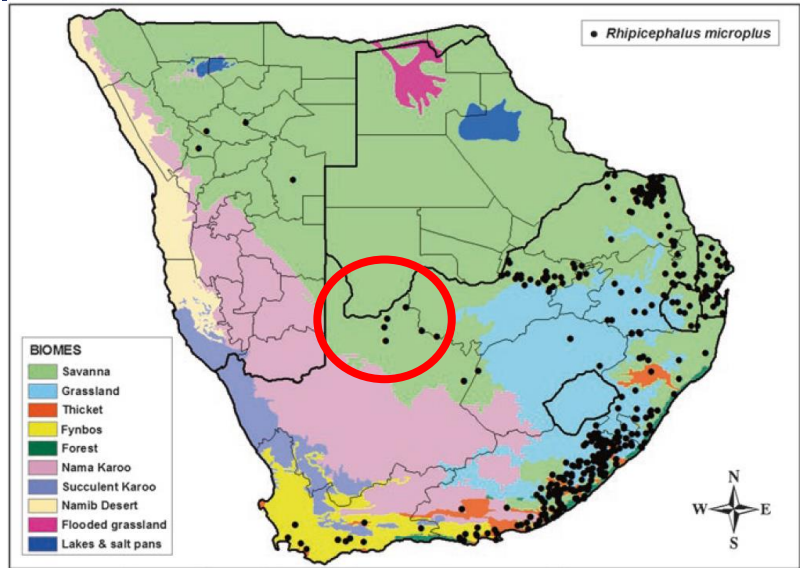 Rhipicephalus microplus
BIOMES
Savanna
Grassland
Thicket
Fynbos
Forest
Nama Karoo
Succulent Karoo
Namib Desert
Flooded grassland
Lakes & salt pans
N
W E
S